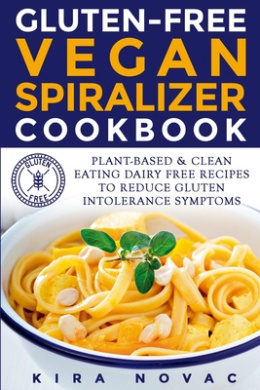 GLUTEN-FREE
VEGAN
SPIRALIZER
COOKBOOK
GLUTEN
FREE
PLANT-BASED & CLEAN
EATING DAIRY FREE RECIPES
TO REDUCE GLUTEN
INTOLERANCE SYMPTOMS
KIRA NOVAC